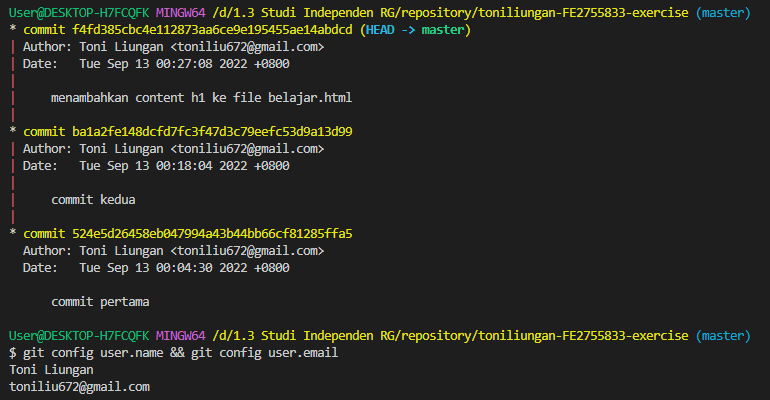 User@DESKTOP-H7FCQFK MINGW64 /d/1.3 Studi Independen RG/repository/toniliungan-FE2755833-exercise (master)
* commit f4fd385cbc4e112873aa6ce9e195455ae14abdcd (HEAD -> master)
| Author: Toni Liungan <toniliu672@gmail.com>
| Date:   Tue Sep 13 00:27:08 2022 +0800
|
|     menambahkan content h1 ke file belajar.html
|
* commit ba1a2fe148dcfd7fc3f47d3c79eefc53d9a13d99
| Author: Toni Liungan <toniliu672@gmail.com>
| Date:   Tue Sep 13 00:18:04 2022 +0800
|
|     commit kedua
|
* commit 524e5d26458eb047994a43b44bb66cf81285ffa5
  Author: Toni Liungan <toniliu672@gmail.com>
  Date:   Tue Sep 13 00:04:30 2022 +0800

      commit pertama

User@DESKTOP-H7FCQFK MINGW64 /d/1.3 Studi Independen RG/repository/toniliungan-FE2755833-exercise (master)
$ git config user.name && git config user.email
Toni Liungan
toniliu672@gmail.com